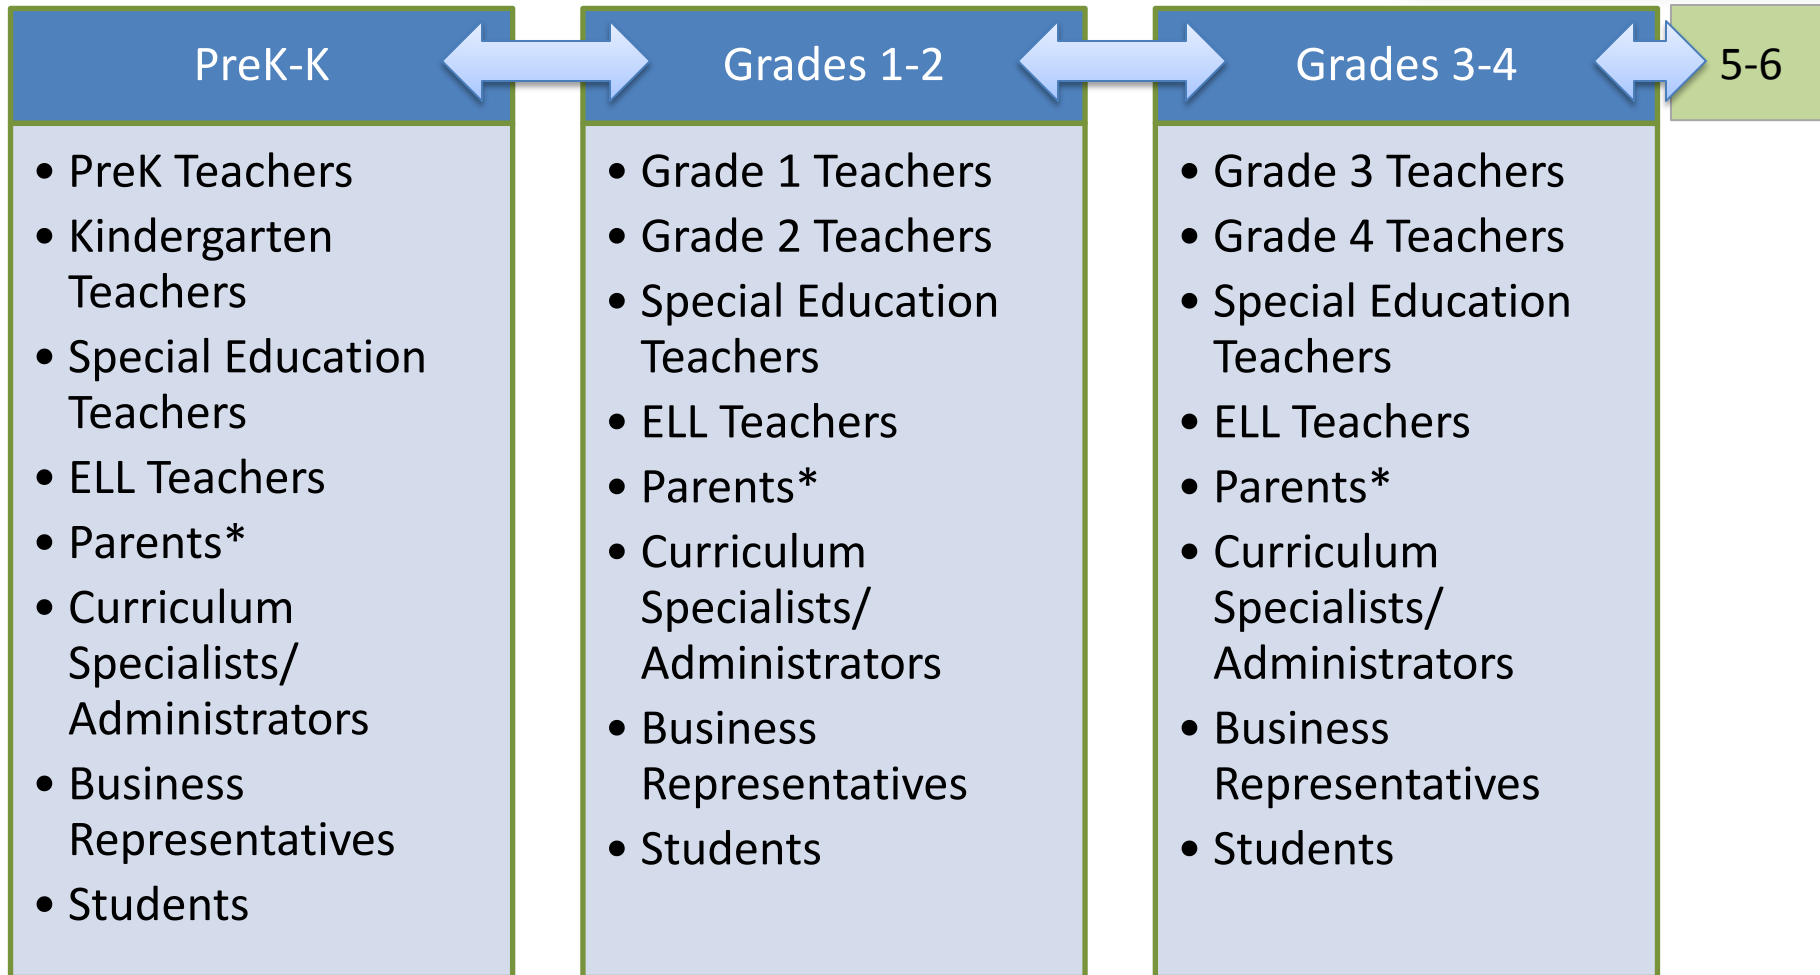 PreK-K
• PreK Teachers
• Kindergarten
Teachers
• Special Education
Teachers
• ELL Teachers
• Parents*
• Curriculum
Specialists/
Administrators
• Business
Representatives
• Students
Grades 1-2
• Grade 1 Teachers
• Grade 2 Teachers
• Special Education
Teachers
• ELL Teachers
• Parents*
• Curriculum
Specialists/
Administrators
• Business
Representatives
• Students
Grades 3-4
• Grade 3 Teachers
• Grade 4 Teachers
• Special Education
Teachers
• ELL Teachers
• Parents*
• Curriculum
Specialists/
Administrators
• Business
Representatives
• Students
5-6